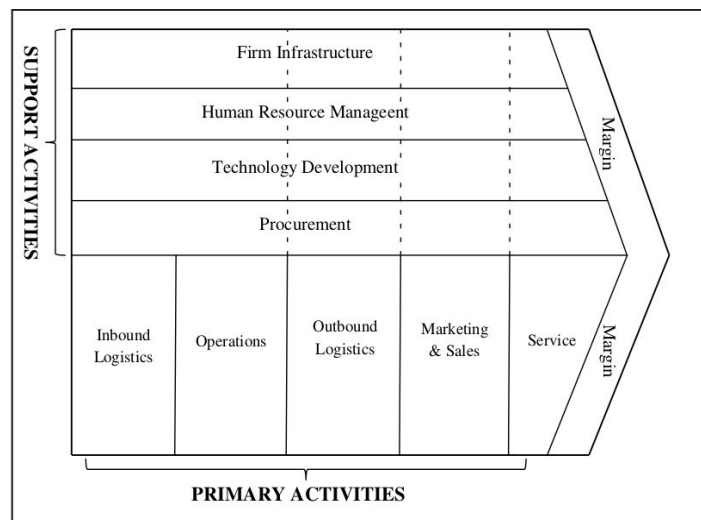 SUPPORT ACTIVITIES
Firm Infrastructure
Human Resource Manageent
Technology Development
Procurement
Margin
Inbound
Logistics
Operations
Outbound
Logistics
Marketing
& Sales
Service
Margin
PRIMARY ACTIVITIES